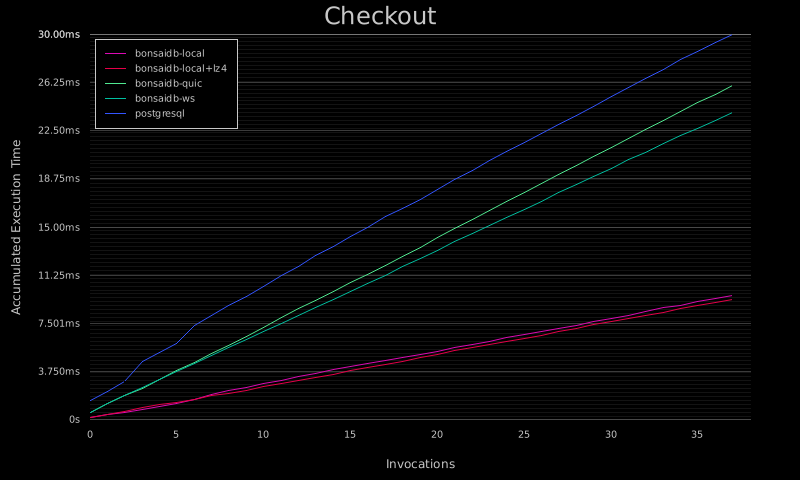 Checkout
30.00ms
26.25ms
22.50ms
18.75ms
15.00ms
11.25ms
7.501ms
3.750ms
0s
Accumulated Execution Time
bonsaidb-local
bonsaidb-local+lz4
bonsaidb-quic
bonsaidb-ws
postgresql
0 5 10 15 20 25 30 35
Invocations